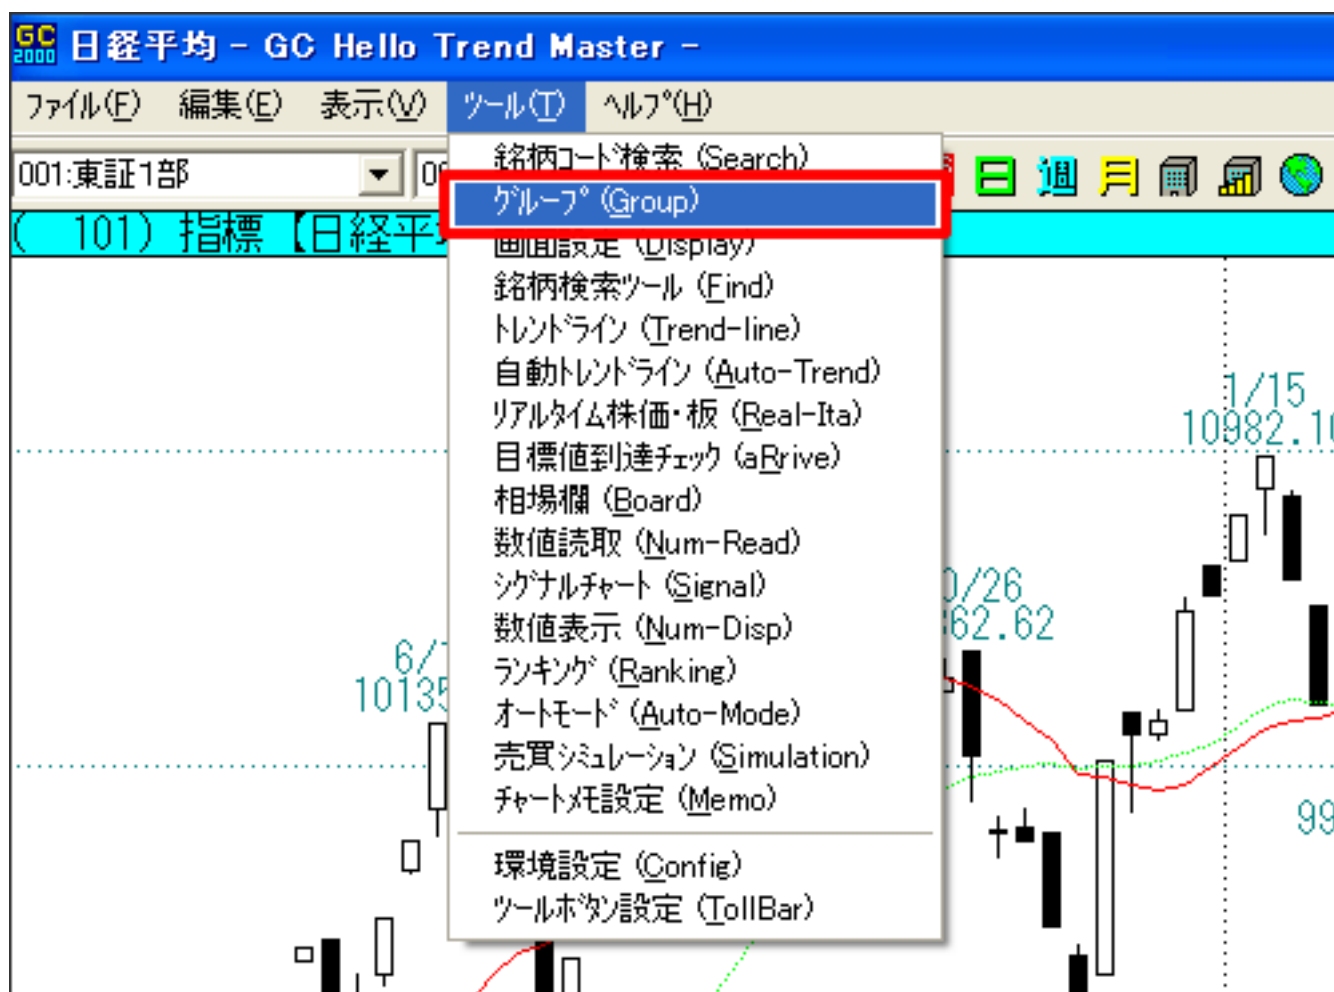 GC 2000 日経平均 - GC Hello Trend Master -
ﾌｧｲﾙ(F) 編集(E) 表示(V) ﾂｰﾙ(T) ﾍﾙﾌﾟ(H)
001:東証1部
日 週 月
( 101) 指標【日経平
銘柄ｺｰﾄﾞ検索 (Search)
ｸﾞﾙｰﾌﾟ (Group)
画面設定 (Display)
銘柄検索ﾂｰﾙ (Find)
ﾄﾚﾝﾄﾞﾗｲﾝ (Trend-line)
自動ﾄﾚﾝﾄﾞﾗｲﾝ (Auto-Trend)
ﾘｱﾙﾀｲﾑ株価・板 (Real-Ita)
目標値到達ﾁｪｯｸ (aRrive)
相場欄 (Board)
数値読取 (Num-Read)
ｼｸﾞﾅﾙﾁｬｰﾄ (Signal)
数値表示 (Num-Disp)
ﾗﾝｷﾝｸﾞ (Ranking)
ｵｰﾄﾓｰﾄﾞ (Auto-Mode)
売買ｼﾐｭﾚｰｼｮﾝ (Simulation)
ﾁｬｰﾄﾒﾓ設定 (Memo)
環境設定 (Config)
ﾂｰﾙﾎﾞﾀﾝ設定 (TollBar)
1/15
10982.1
/26
62.62
6/
10135
99